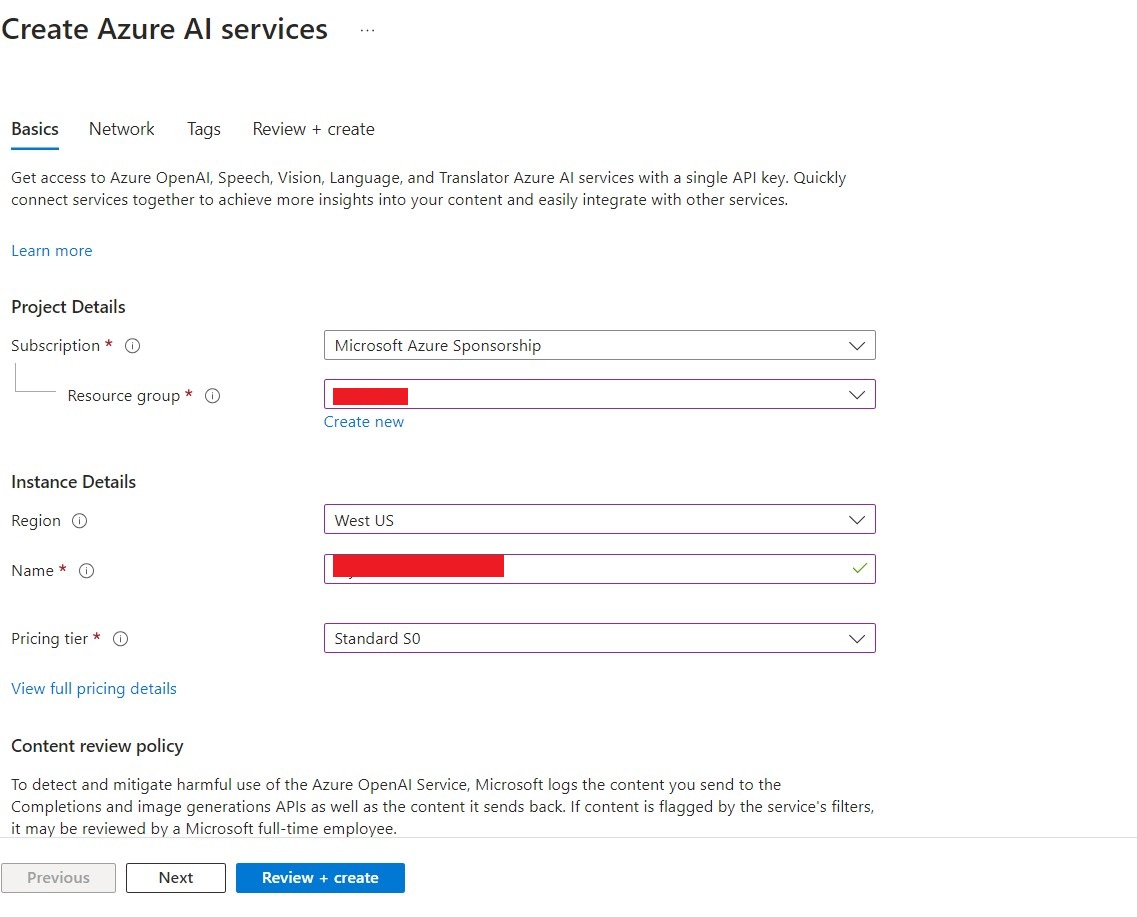 Create Azure AI services ...
Basics Network Tags Review + create
Get access to Azure OpenAI, Speech, Vision, Language, and Translator Azure AI services with a single API key. Quickly
connect services together to achieve more insights into your content and easily integrate with other services.
Learn more
Project Details
Subscription * Microsoft Azure Sponsorship
Resource group *
Create new
Instance Details
Region West US
Name *
Pricing tier * Standard S0
View full pricing details
Content review policy
To detect and mitigate harmful use of the Azure OpenAI Service, Microsoft logs the content you send to the
Completions and image generations APIs as well as the content it sends back. If content is flagged by the service's filters,
it may be reviewed by a Microsoft full-time employee.
Previous Next Review + create